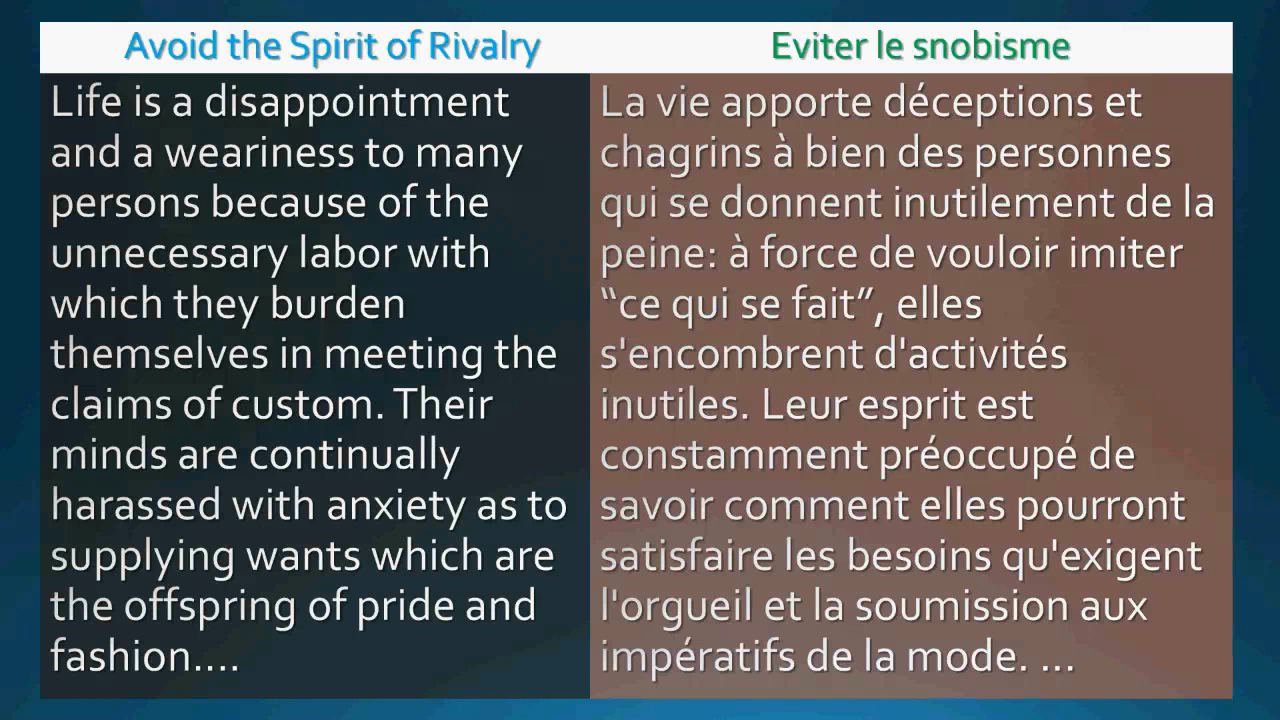 Avoid the Spirit of Rivalry
Life is a disappointment
and a weariness to many
persons because of the
unnecessary labor with
which they burden
themselves in meeting the
claims of custom. Their
minds are continually
harassed with anxiety as to
supplying wants which are
the offspring of pride and
fashion....
Eviter le snobisme
La vie apporte déceptions et
chagrins à bien des personnes
qui se donnent inutilement de la
peine: à force de vouloir imiter
“ce qui se fait”, elles
s'encombrent d'activités
inutiles. Leur esprit est
constamment préoccupé de
savoir comment elles pourront
satisfaire les besoins qu'exigent
l'orgueil et la soumission aux
impératifs de la mode. ...